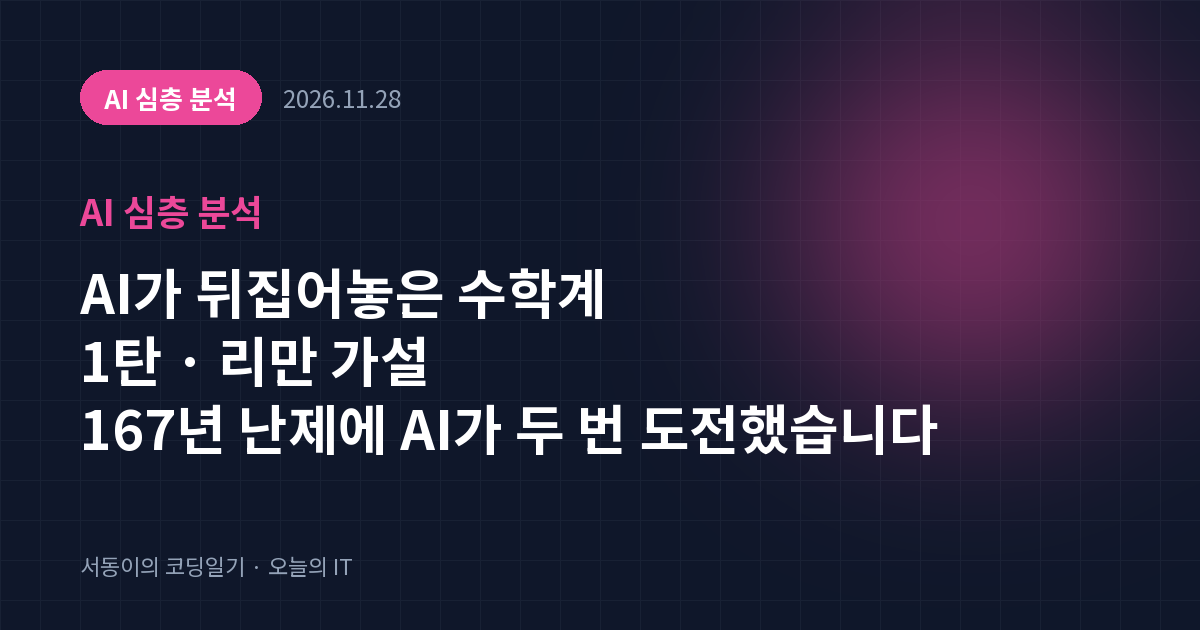 AI 심층 분석
2026.11.28
AI 심층 분석
AI가 뒤집어놓은 수학계
1탄 · 리만 가설
167년 난제에 AI가 두 번 도전했습니다
서동이의 코딩일기 · 오늘의 IT